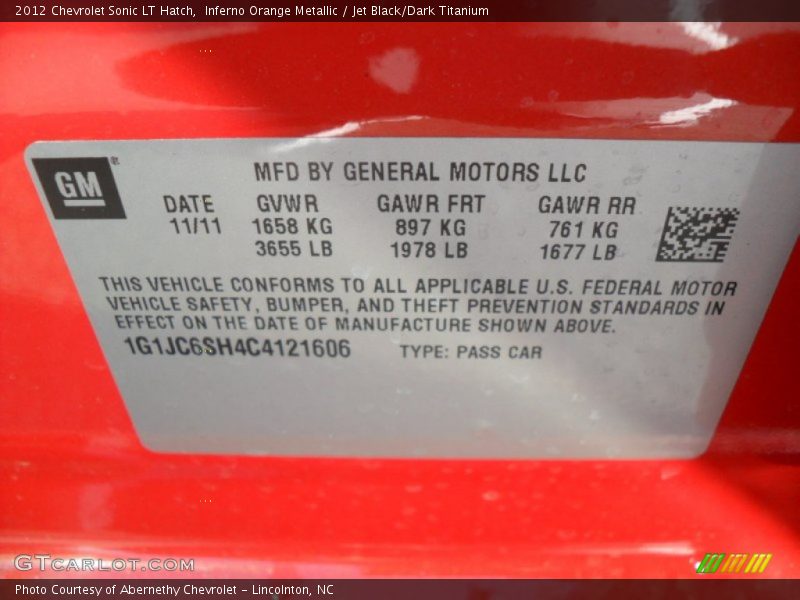 2012 Chevrolet Sonic LT Hatch,  Inferno Orange Metallic / Jet Black/Dark Titanium
GM®
MFD BY GENERAL MOTORS LLC
DATE GVWR GAWR FRT GAWR RR
11/11 1658 KG 897 KG 761 KG
3655 LB 1978 LB 1677 LB
THIS VEHICLE CONFORMS TO ALL APPLICABLE U.S. FEDERAL MOTOR
VEHICLE SAFETY, BUMPER, AND THEFT PREVENTION STANDARDS IN
EFFECT ON THE DATE OF MANUFACTURE SHOWN ABOVE.
1G1JC6SH4C4121606 TYPE: PASS CAR
GTCarLot.com
Photo Courtesy of Abernethy Chevrolet - Lincolnton, NC